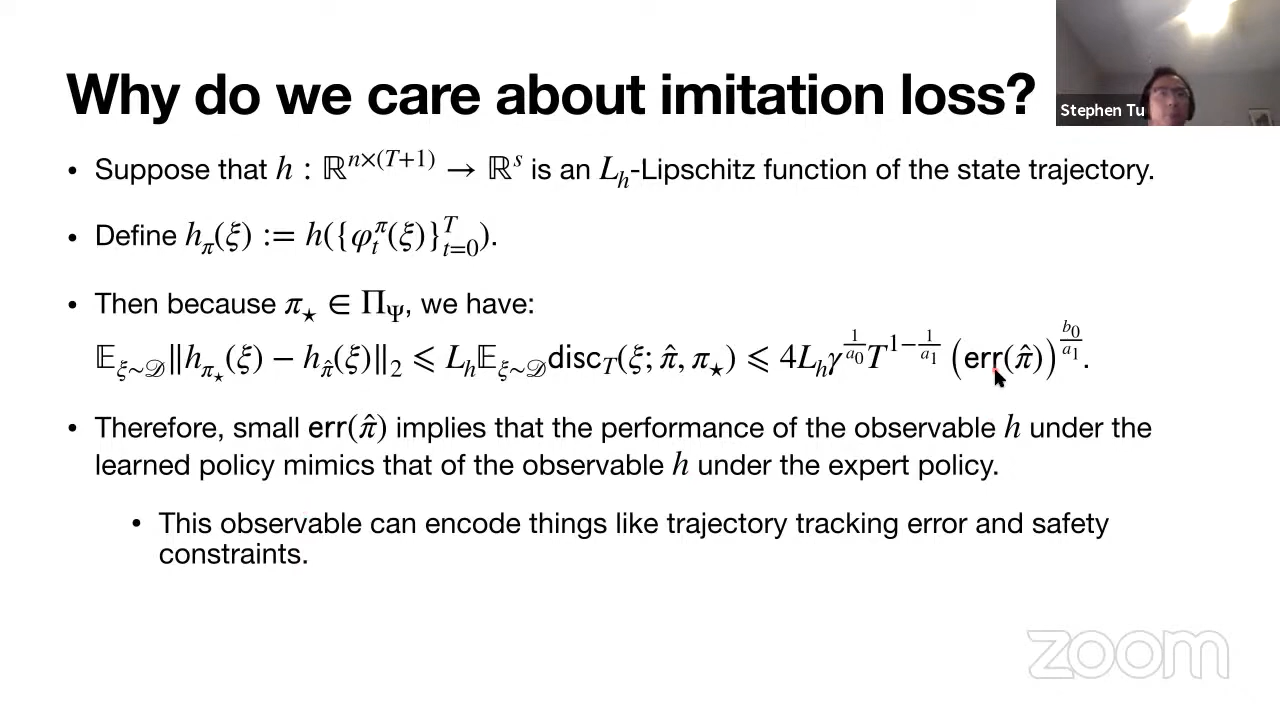 Why do we care about imitation loss?
Stephen Tu
• Suppose that h : ℝ^{n×(T+1)} → ℝ^s is an L_h-Lipschitz function of the state trajectory.
• Define h_π(ξ) := h({φ_t^π(ξ)}_{t=0}^T).
• Then because π_⋆ ∈ Π_Ψ, we have:
𝔼_{ξ∼𝒟}‖h_{π_⋆}(ξ) − h_{π̂}(ξ)‖_2 ⩽ L_h𝔼_{ξ∼𝒟}disc_T(ξ; π̂, π_⋆) ⩽ 4L_hγ^{1/a_0}T^{1−1/a_1}(err(π̂))^{b_0/a_1}.
• Therefore, small err(π̂) implies that the performance of the observable h under the
learned policy mimics that of the observable h under the expert policy.
• This observable can encode things like trajectory tracking error and safety
constraints.
zoom